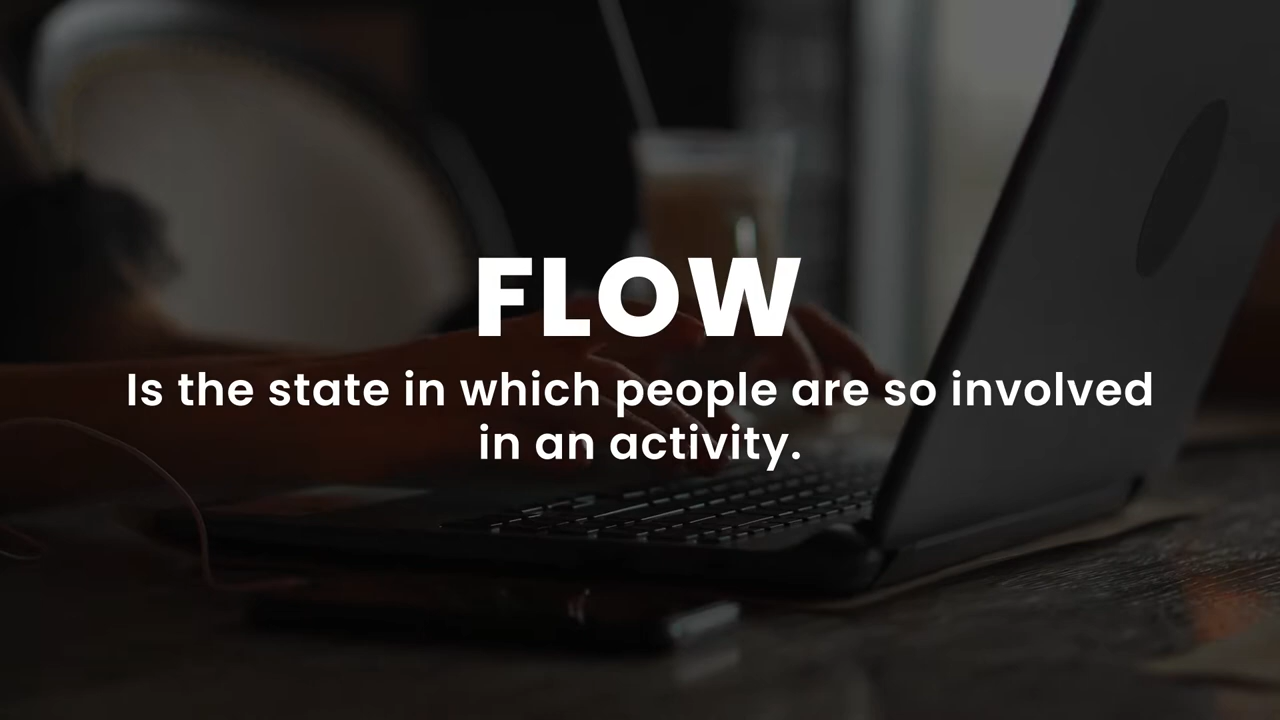 FLOW
Is the state in which people are so involved
in an activity.